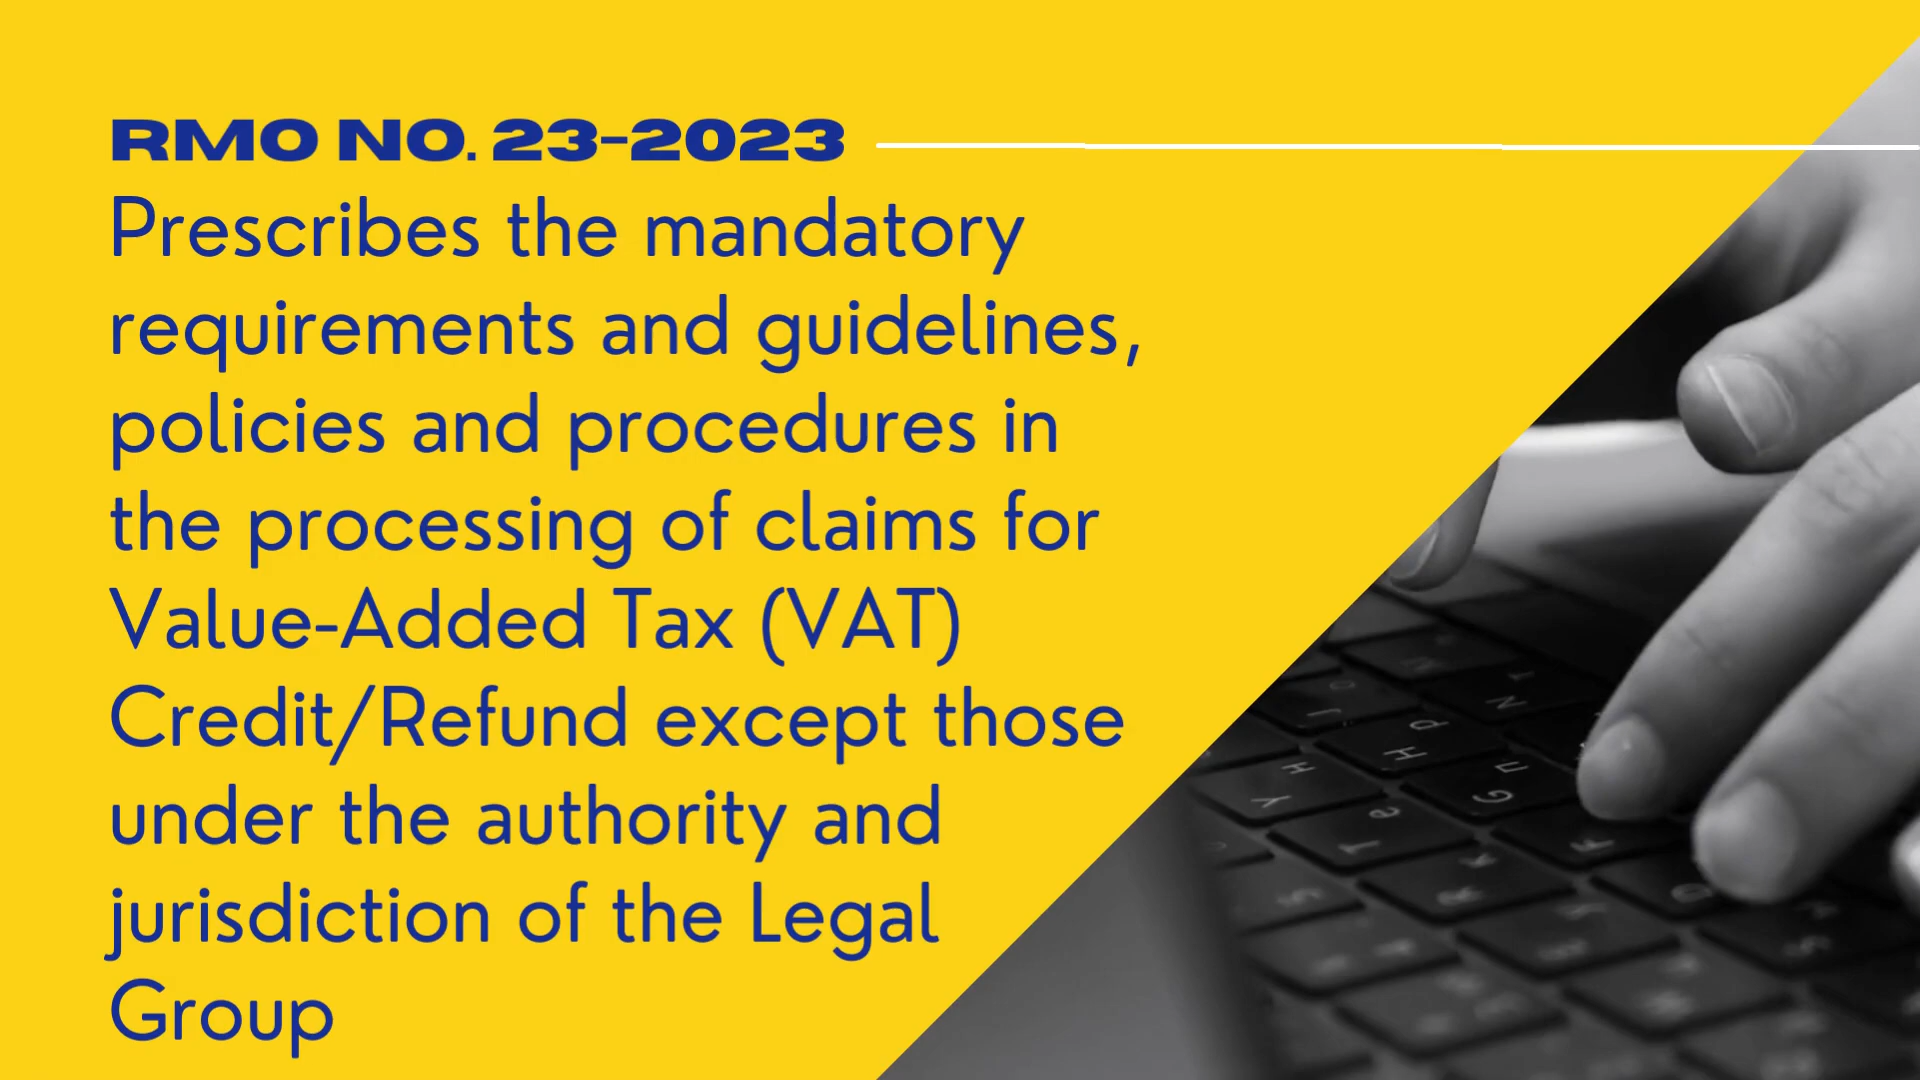 RMO NO. 23-2023
Prescribes the mandatory
requirements and guidelines,
policies and procedures in
the processing of claims for
Value-Added Tax (VAT)
Credit/Refund except those
under the authority and
jurisdiction of the Legal
Group